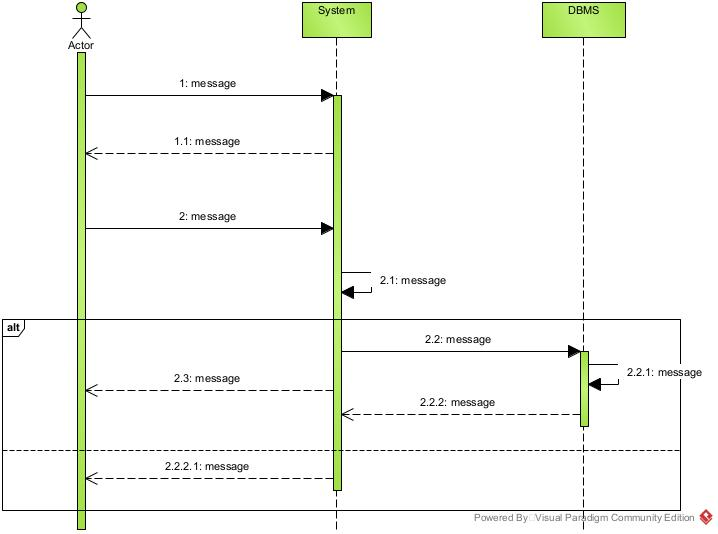 System
DBMS
Actor
1: message
1.1: message
2: message
2.1: message
alt
2.2: message
2.2.1: message
2.3: message
2.2.2: message
2.2.2.1: message
Powered By Visual Paradigm Community Edition